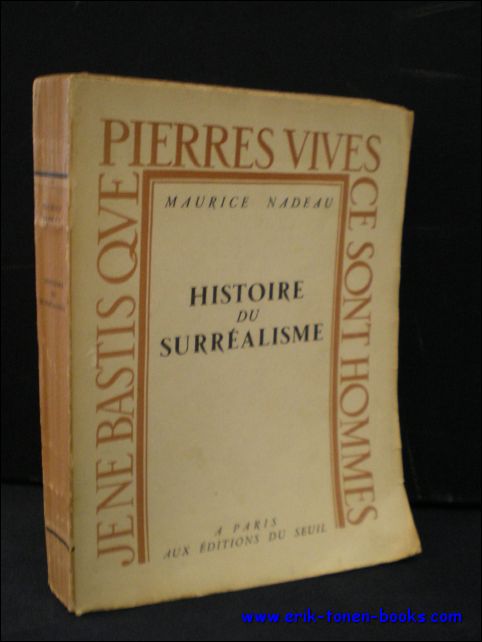 JE NE BASTIS QVE
PIERRES VIVES
CE SONT HOMMES
MAURICE NADEAU
HISTOIRE
DU
SURRÉALISME
A PARIS
AUX ÉDITIONS DU SEUIL
www.erik-tonen-books.com